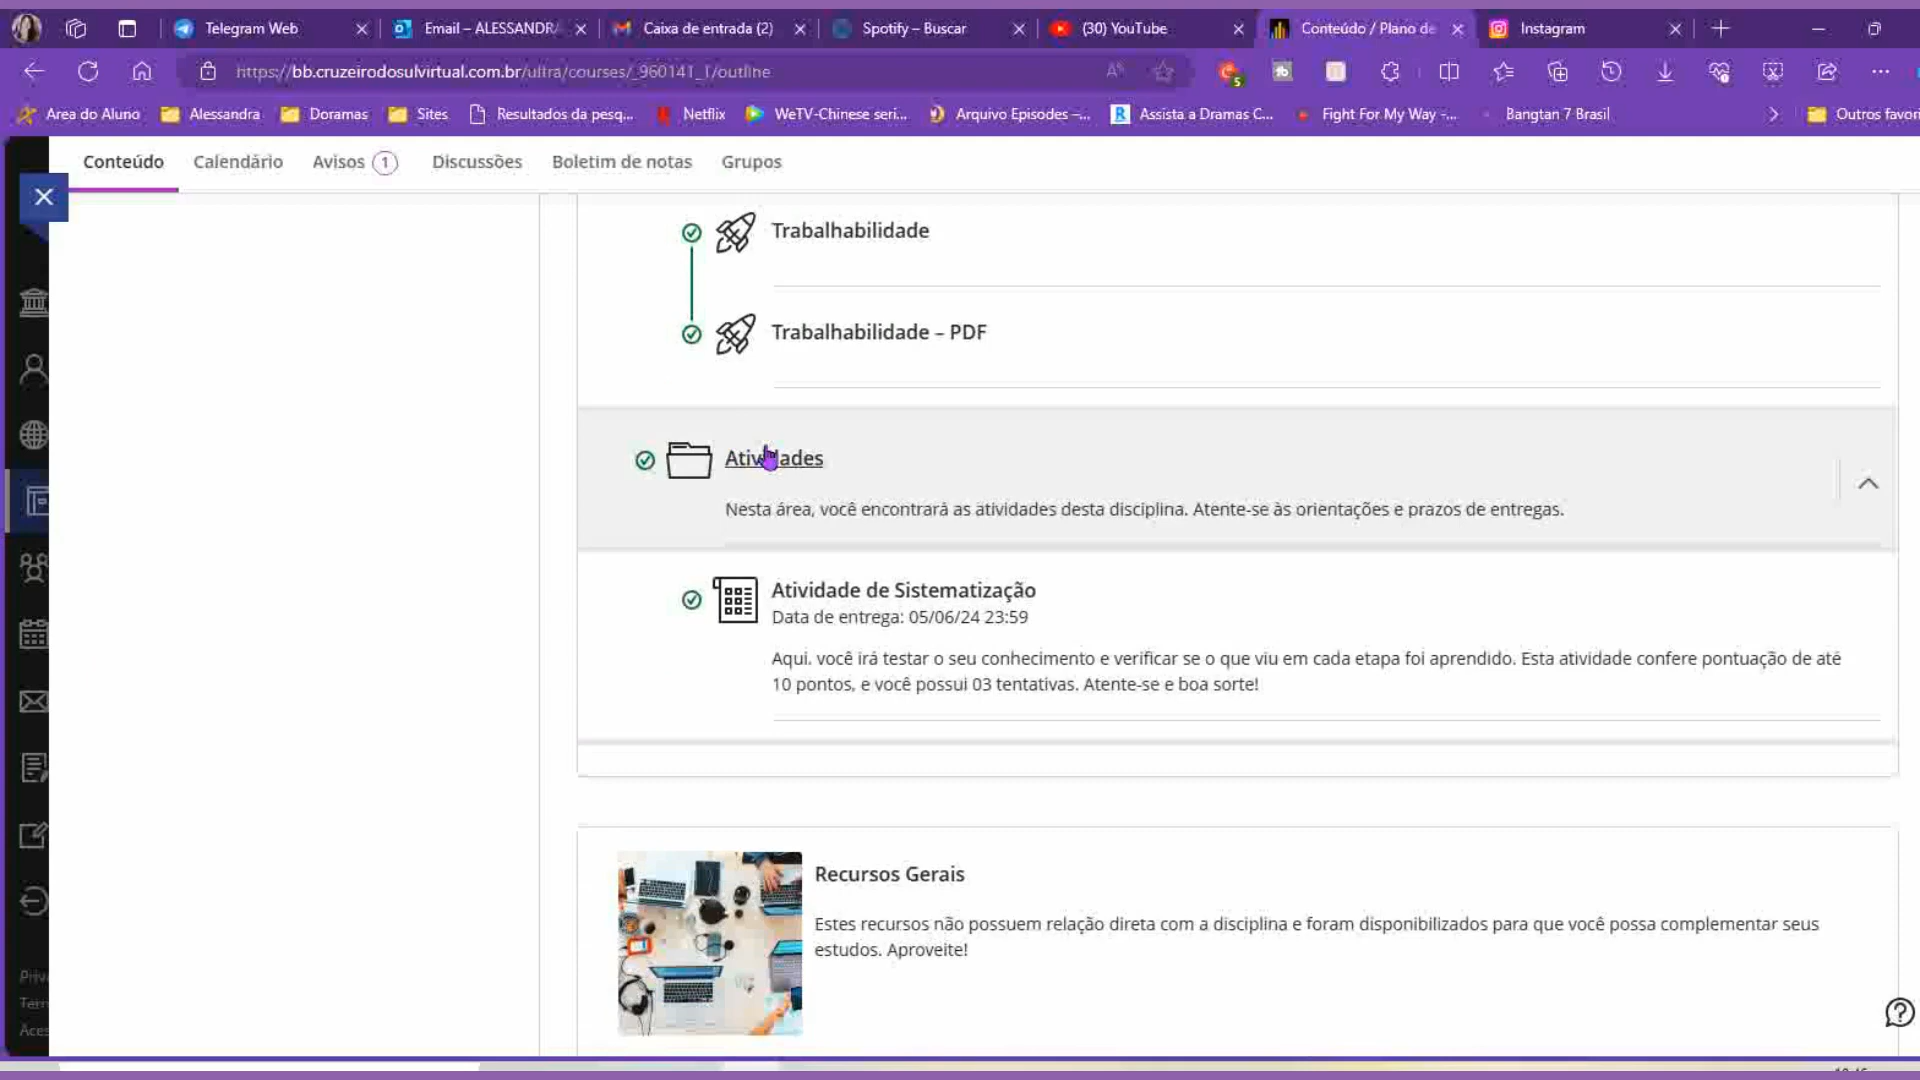 Telegram Web
Email – ALESSANDRA
Caixa de entrada (2)
Spotify – Buscar
(30) YouTube
Conteúdo / Plano de
Instagram
https://bb.cruzeirodosulvirtual.com.br/ultra/courses/_960141_1/outline
5
Area do Aluno
Alessandra
Doramas
Sites
Resultados da pesq...
Netflix
WeTV-Chinese seri...
Arquivo Episodes –...
Assista a Dramas C...
Fight For My Way -...
Bangtan 7 Brasil
Outros favor
Conteúdo
Calendário
Avisos 1
Discussões
Boletim de notas
Grupos
Trabalhabilidade
Trabalhabilidade – PDF
Atividades
Nesta área, você encontrará as atividades desta disciplina. Atente-se às orientações e prazos de entregas.
Atividade de Sistematização
Data de entrega: 05/06/24 23:59
Aqui. você irá testar o seu conhecimento e verificar se o que viu em cada etapa foi aprendido. Esta atividade confere pontuação de até
10 pontos, e você possui 03 tentativas. Atente-se e boa sorte!
Recursos Gerais
Estes recursos não possuem relação direta com a disciplina e foram disponibilizados para que você possa complementar seus
estudos. Aproveite!
Priva
Term
Aces